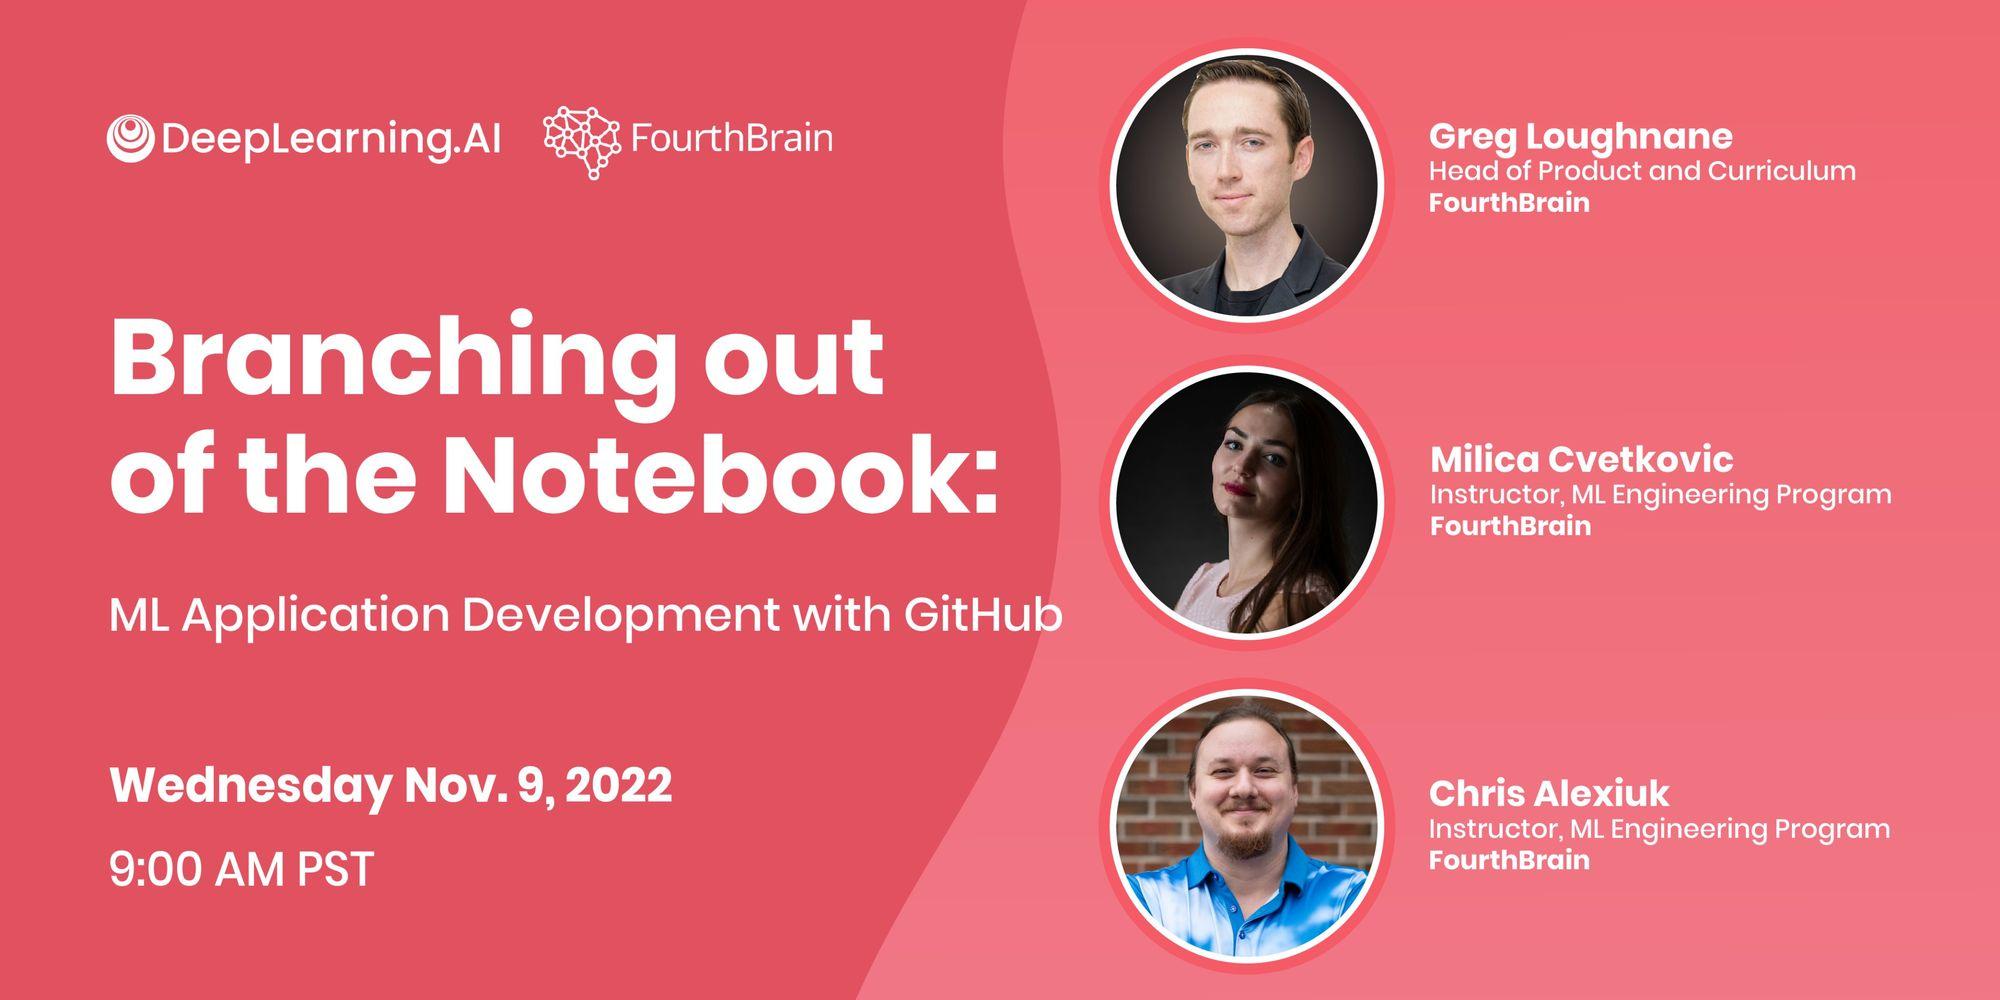 DeepLearning.AI
FourthBrain
Branching out
of the Notebook:
ML Application Development with GitHub
Wednesday Nov. 9, 2022
9:00 AM PST
Greg Loughnane
Head of Product and Curriculum
FourthBrain
Milica Cvetkovic
Instructor, ML Engineering Program
FourthBrain
Chris Alexiuk
Instructor, ML Engineering Program
FourthBrain